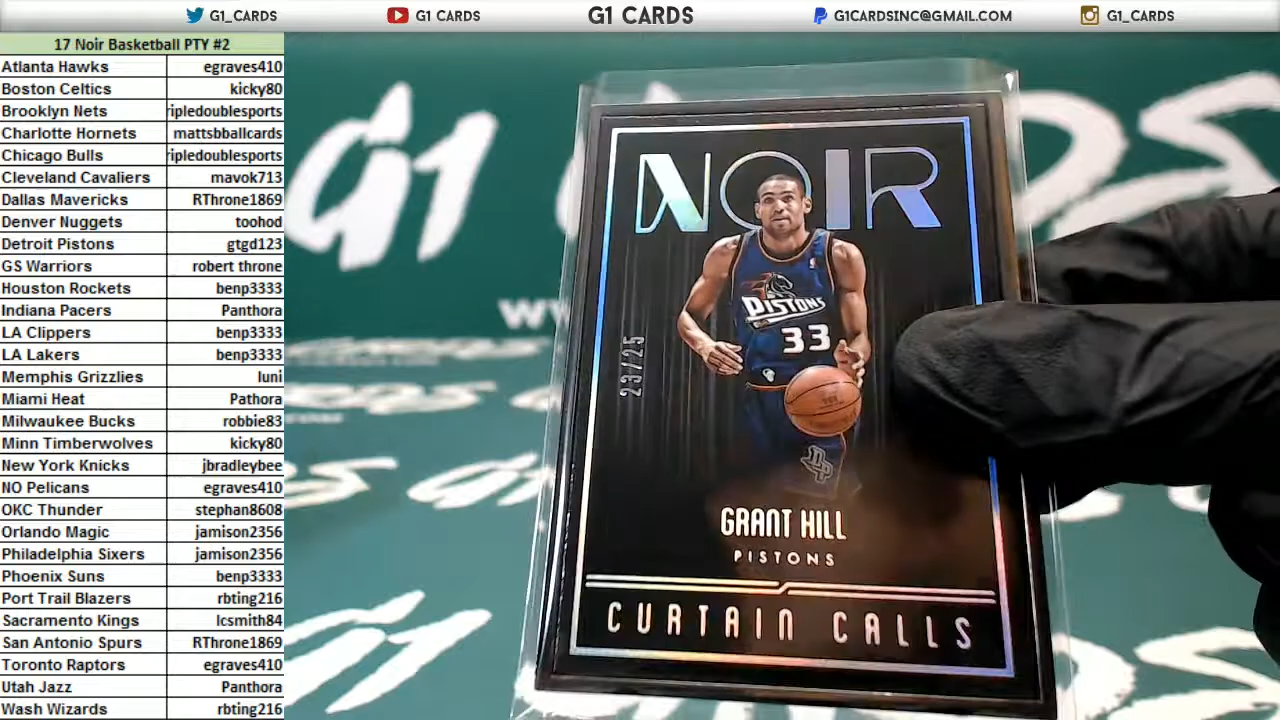 G1_CARDS
G1 CARDS
G1 CARDS
G1CARDSINC@GMAIL.COM
G1_CARDS
17 Noir Basketball PTY #2
Atlanta Hawks egraves410
Boston Celtics kicky80
Brooklyn Nets ripledoublesports
Charlotte Hornets mattsbballcards
Chicago Bulls ripledoublesports
Cleveland Cavaliers mavok713
Dallas Mavericks RThrone1869
Denver Nuggets toohod
Detroit Pistons gtgd123
GS Warriors robert throne
Houston Rockets benp3333
Indiana Pacers Panthora
LA Clippers benp3333
LA Lakers benp3333
Memphis Grizzlies luni
Miami Heat Pathora
Milwaukee Bucks robbie83
Minn Timberwolves kicky80
New York Knicks jbradleybee
NO Pelicans egraves410
OKC Thunder stephan8608
Orlando Magic jamison2356
Philadelphia Sixers jamison2356
Phoenix Suns benp3333
Port Trail Blazers rbting216
Sacramento Kings lcsmith84
San Antonio Spurs RThrone1869
Toronto Raptors egraves410
Utah Jazz Panthora
Wash Wizards rbting216
G1
NOIR
PISTONS
33
23/25
GRANT HILL
PISTONS
CURTAIN CALLS
G1